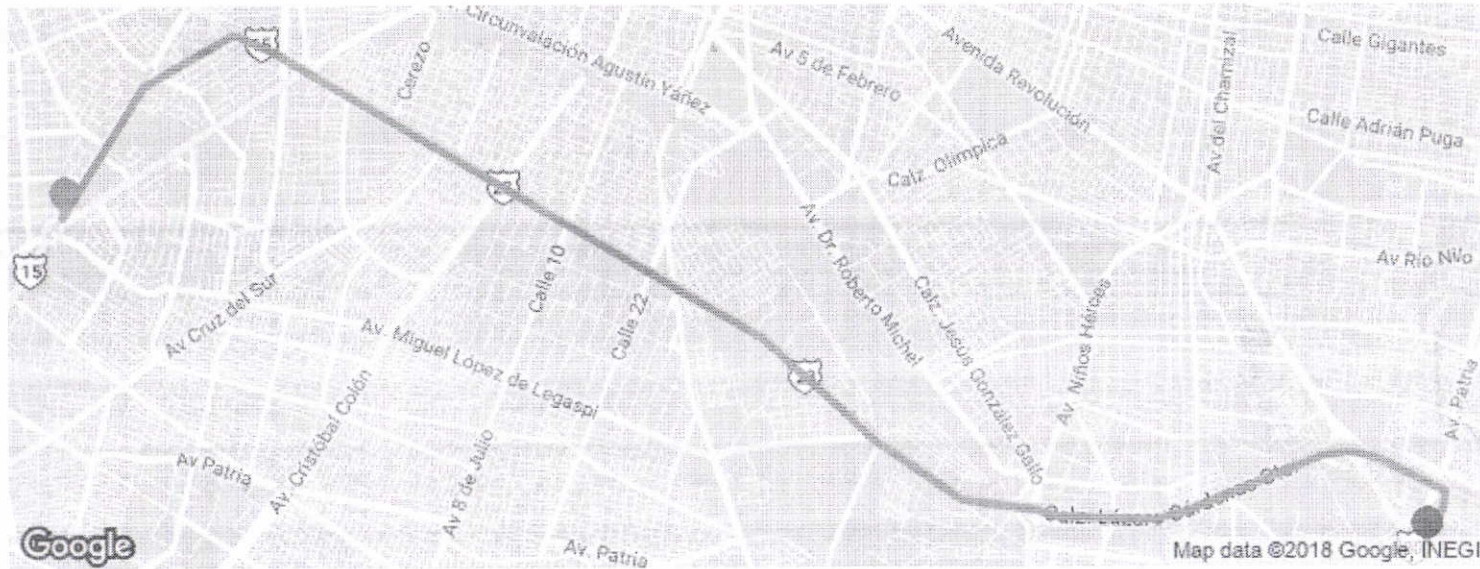 Circunvalación Agustín Yáñez
Cerezo
Av 5 de Febrero
Avenida Revolución
Av del Chamizal
Calle Gigantes
Calle Adrián Puga
Calz. Olímpica
Av Río Nilo
15
Av Cruz del Sur
Calle 10
Calle 22
Av. Dr. Roberto Michel
Calz. Jesús González Gallo
Av. Niños Héroes
Av. Patria
Av. Miguel López de Legaspi
Av. Cristóbal Colón
Av Patria
Av 8 de Julio
Av. Patria
Google
Map data ©2018 Google, INEGI